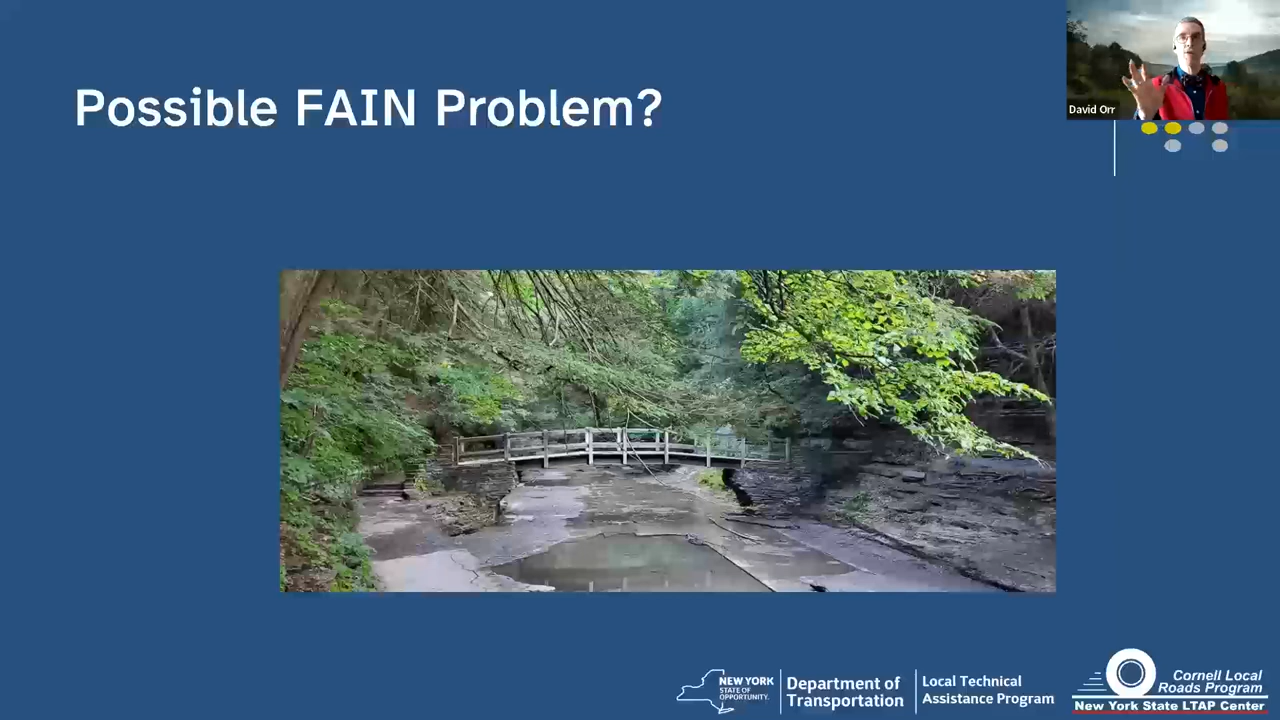 Possible FAIN Problem?
David Orr
NEW YORK
STATE OF
OPPORTUNITY.
Department of
Transportation
Local Technical
Assistance Program
Cornell Local
Roads Program
New York State LTAP Center